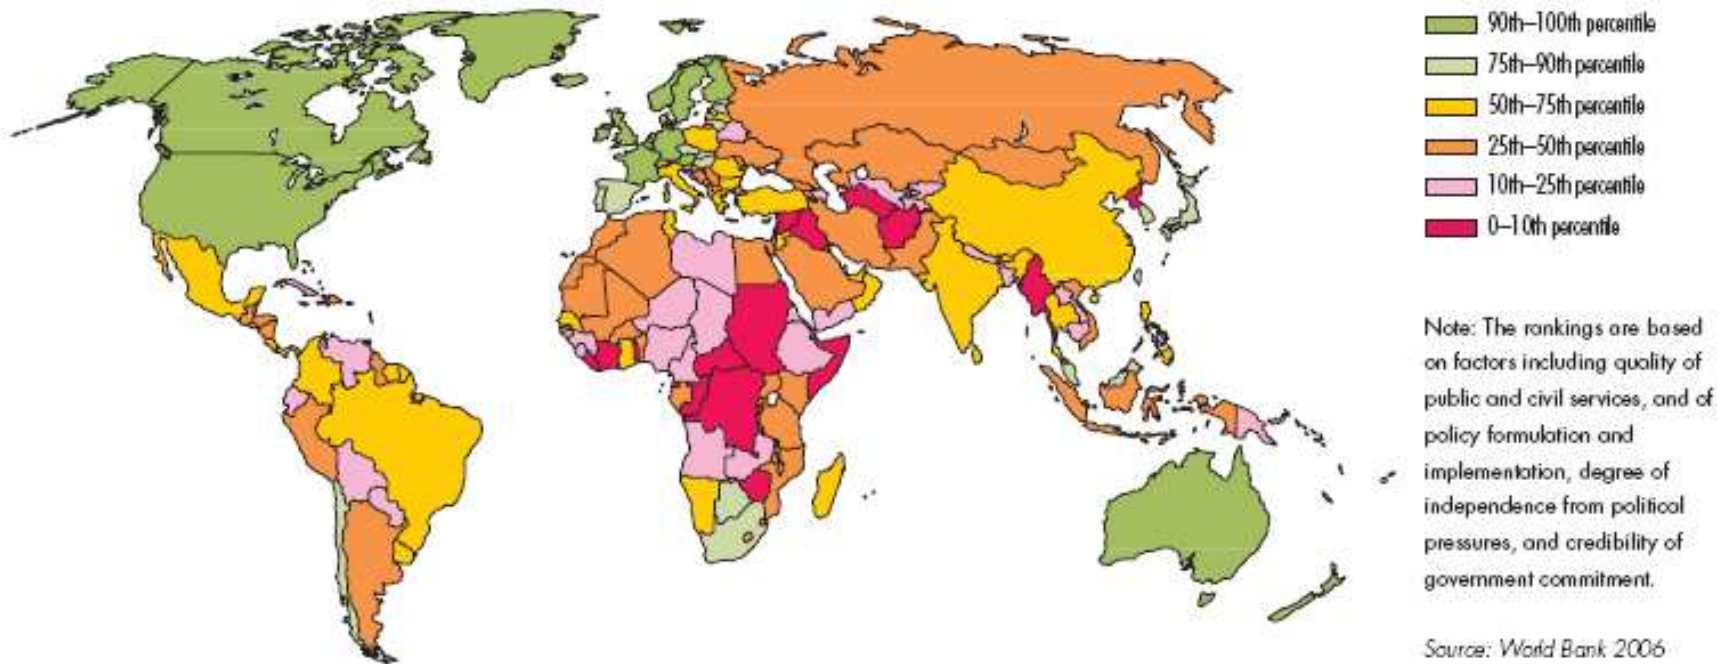 90th–100th percentile
75th–90th percentile
50th–75th percentile
25th–50th percentile
10th–25th percentile
0–10th percentile
Note: The rankings are based
on factors including quality of
public and civil services, and of
policy formulation and
implementation, degree of
independence from political
pressures, and credibility of
government commitment.
Source: World Bank 2006